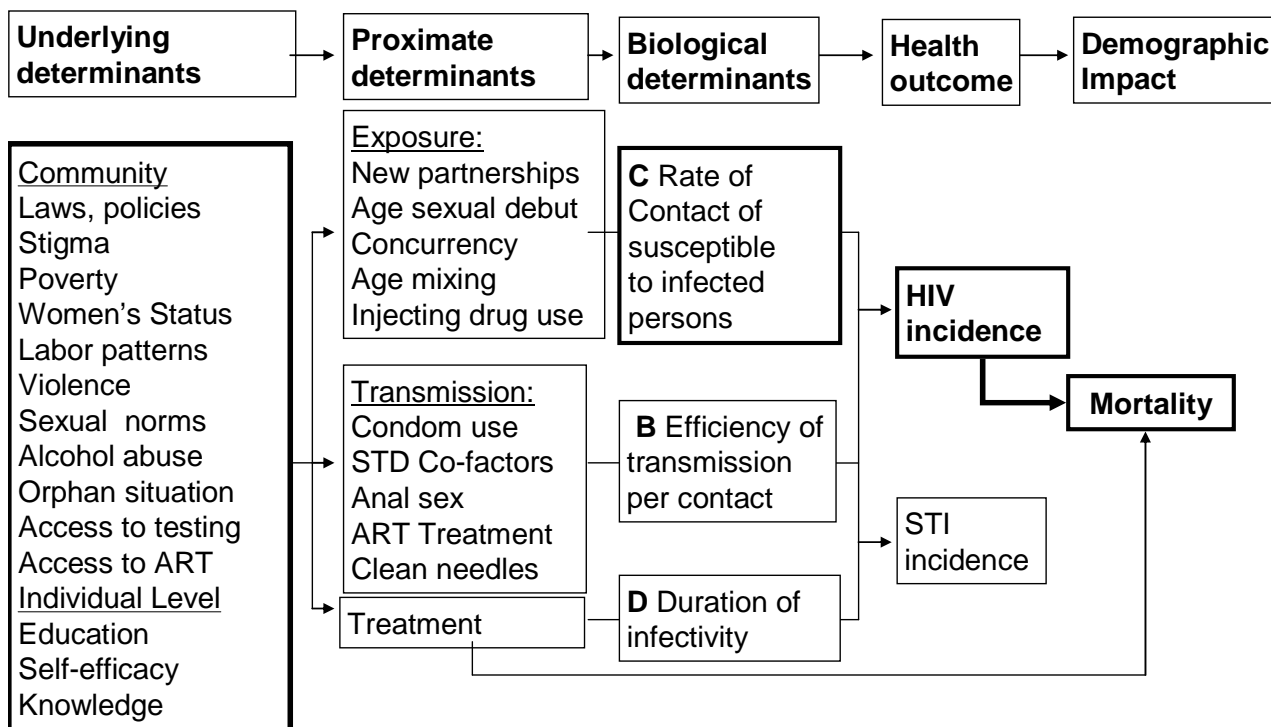 Underlying
determinants
Proximate
determinants
Biological
determinants
Health
outcome
Demographic
Impact
Community
Laws, policies
Stigma
Poverty
Women's Status
Labor patterns
Violence
Sexual norms
Alcohol abuse
Orphan situation
Access to testing
Access to ART
Individual Level
Education
Self-efficacy
Knowledge
Exposure:
New partnerships
Age sexual debut
Concurrency
Age mixing
Injecting drug use
Transmission:
Condom use
STD Co-factors
Anal sex
ART Treatment
Clean needles
Treatment
C Rate of
Contact of
susceptible
to infected
persons
B Efficiency of
transmission
per contact
D Duration of
infectivity
HIV
incidence
STI
incidence
Mortality